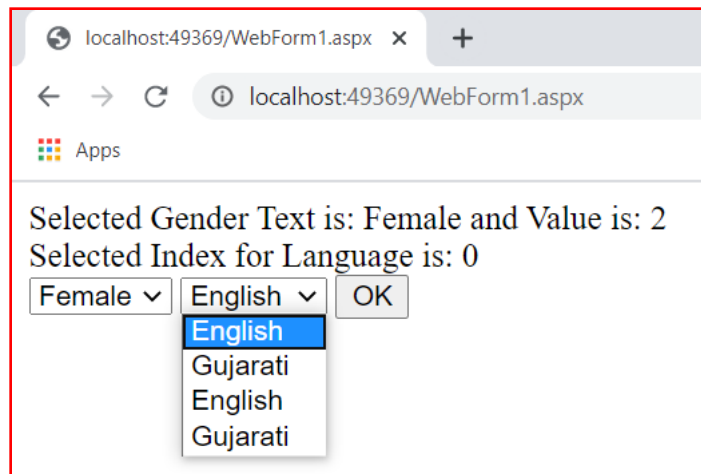 localhost:49369/WebForm1.aspx
localhost:49369/WebForm1.aspx
Apps
Selected Gender Text is: Female and Value is: 2
Selected Index for Language is: 0
Female English OK
English
Gujarati
English
Gujarati